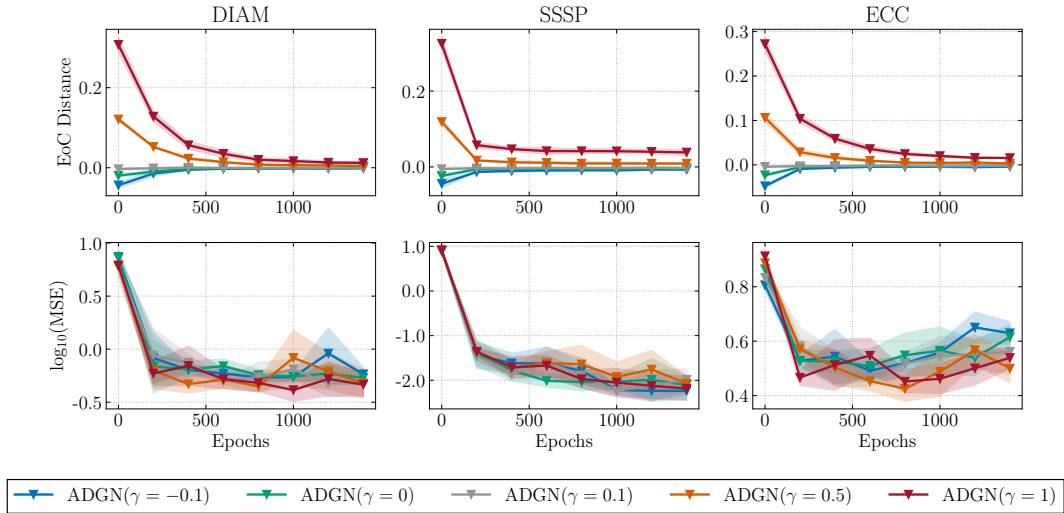 DIAM
SSSP
ECC
EoC Distance
0.2
0.0
0 500 1000
0.2
0.0
0 500 1000
0.3
0.2
0.1
0.0
0 500 1000
log10(MSE)
1.0
0.5
0.0
−0.5
0 500 1000
Epochs
1.0
0.0
−1.0
−2.0
0 500 1000
Epochs
0.8
0.6
0.4
0 500 1000
Epochs
ADGN(γ = −0.1) ADGN(γ = 0) ADGN(γ = 0.1) ADGN(γ = 0.5) ADGN(γ = 1)